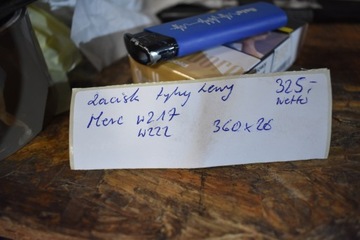 zacisk tylny lewy 325,-
netto
Merc W217
W222 360x26